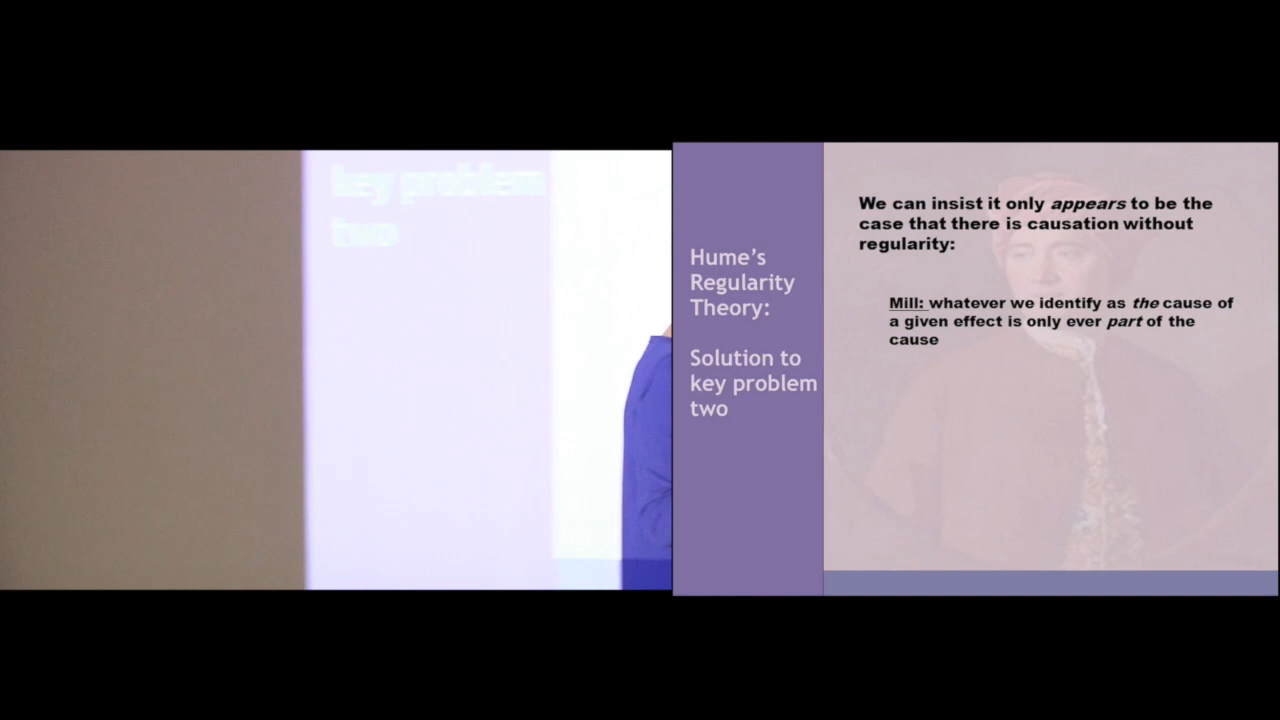 key problem
two
Hume's
Regularity
Theory:
Solution to
key problem
two
We can insist it only appears to be the
case that there is causation without
regularity:
Mill: whatever we identify as the cause of
a given effect is only ever part of the
cause